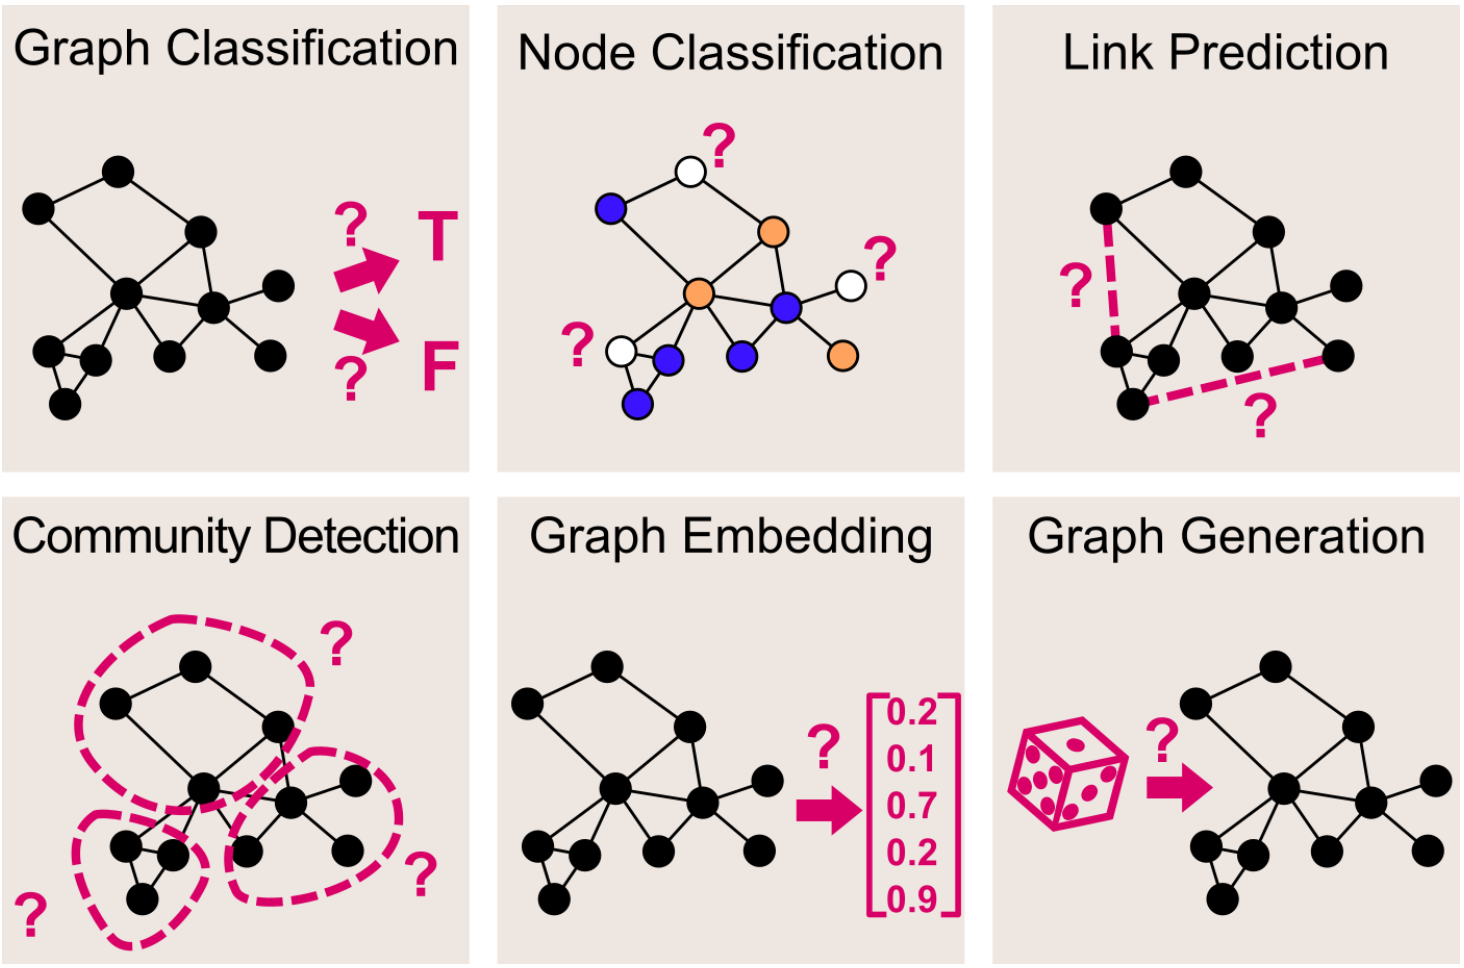 Graph Classification
?
T
?
F
Node Classification
?
?
?
Link Prediction
?
?
Community Detection
?
?
?
Graph Embedding
?
0.2
0.1
0.7
0.2
0.9
Graph Generation
?